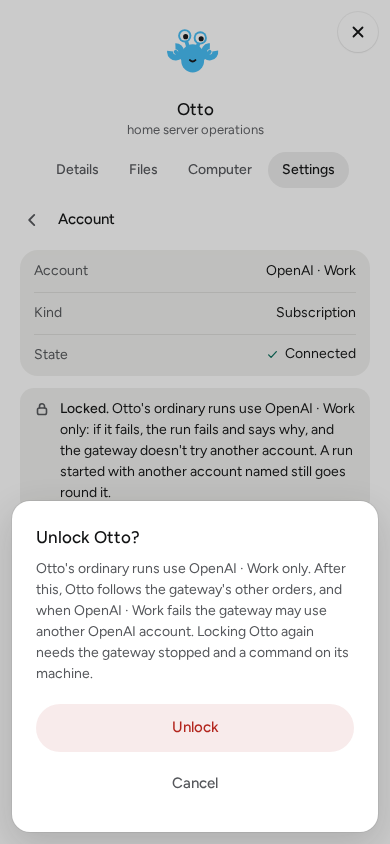 Otto
home server operations
Details
Files
Computer
Settings
Account
Account
OpenAI · Work
Kind
Subscription
State
Connected
Locked. Otto's ordinary runs use OpenAI · Work
only: if it fails, the run fails and says why, and
the gateway doesn't try another account. A run
started with another account named still goes
round it.
Unlock Otto?
Otto's ordinary runs use OpenAI · Work only. After
this, Otto follows the gateway's other orders, and
when OpenAI · Work fails the gateway may use
another OpenAI account. Locking Otto again
needs the gateway stopped and a command on its
machine.
Unlock
Cancel